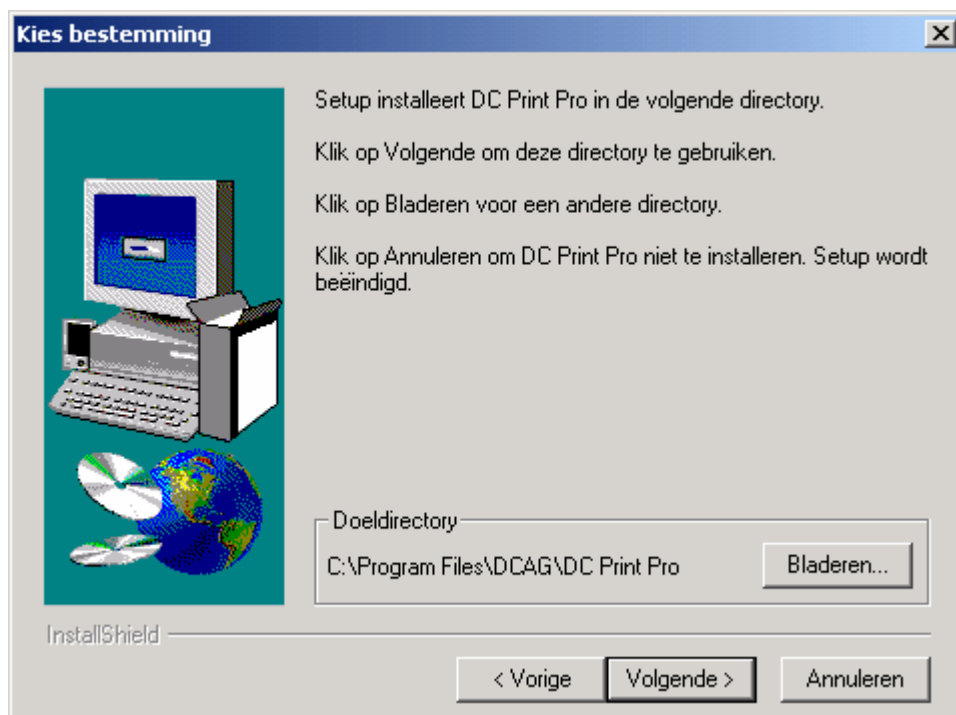 Kies bestemming
Setup installeert DC Print Pro in de volgende directory.
Klik op Volgende om deze directory te gebruiken.
Klik op Bladeren voor een andere directory.
Klik op Annuleren om DC Print Pro niet te installeren. Setup wordt
beëindigd.
Doeldirectory
C:\Program Files\DCAG\DC Print Pro
Bladeren...
InstallShield
< Vorige
Volgende >
Annuleren